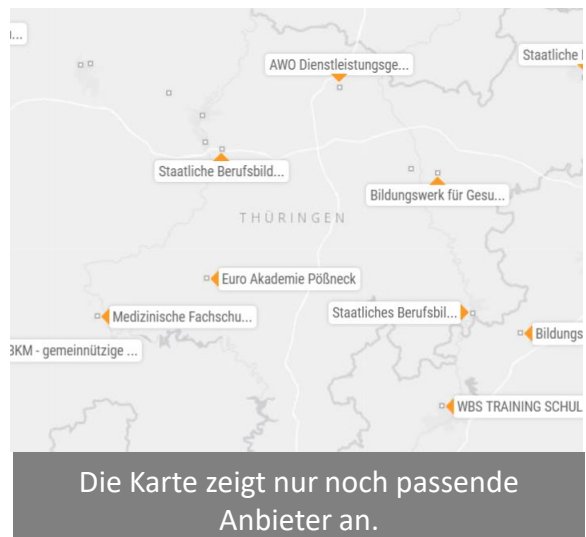 ...
AWO Dienstleistungsge...
Staatliche
Staatliche Berufsbild...
Bildungswerk für Gesu...
THÜRINGEN
Euro Akademie Pößneck
Medizinische Fachschu...
Staatliches Berufsbil...
Bildungs
BKM - gemeinnützige ...
WBS TRAINING SCHUL
Die Karte zeigt nur noch passende
Anbieter an.